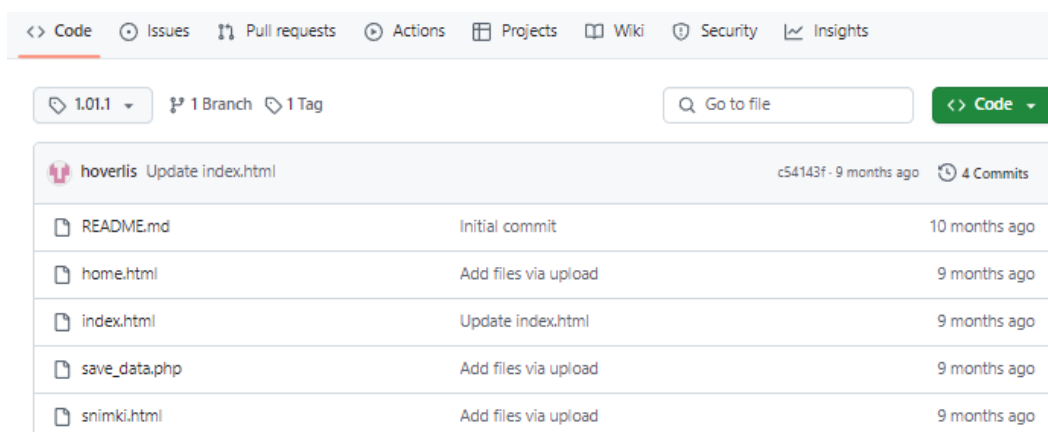 Code Issues Pull requests Actions Projects Wiki Security Insights
1.01.1 1 Branch 1 Tag Go to file Code
hoverlis Update index.html c54143f · 9 months ago 4 Commits
README.md Initial commit 10 months ago
home.html Add files via upload 9 months ago
index.html Update index.html 9 months ago
save_data.php Add files via upload 9 months ago
snimki.html Add files via upload 9 months ago